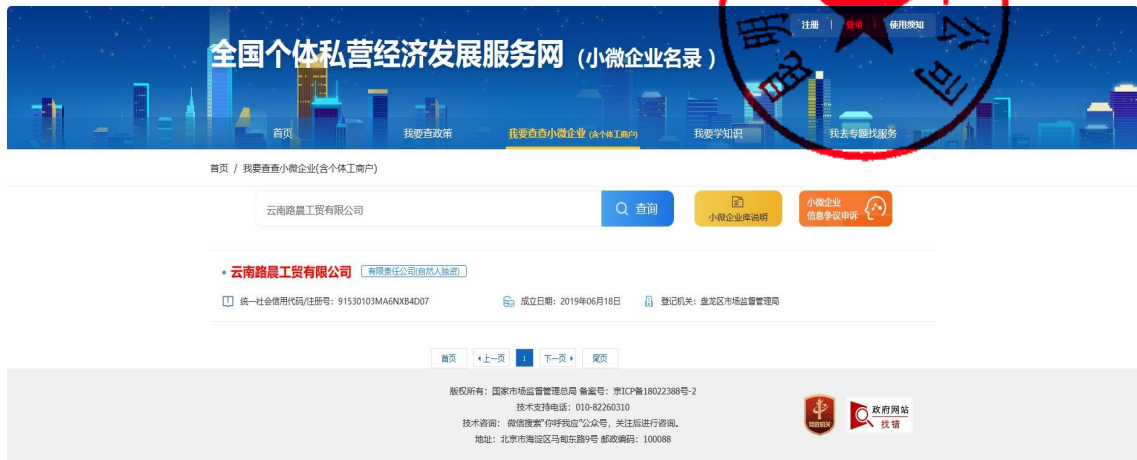 注册 | 登录 | 使用须知
全国个体私营经济发展服务网（小微企业名录）
首页 我要查政策 我要查查小微企业 (含个体工商户) 我要学知识 我去专题找服务
首页 / 我要查查小微企业(含个体工商户)
云南路晨工贸有限公司 查询 小微企业库说明 小微企业
信息争议申诉
云南路晨工贸有限公司 有限责任公司(自然人独资)
统一社会信用代码/注册号：91530103MA6NXB4D07 成立日期：2019年06月18日 登记机关：盘龙区市场监督管理局
首页 上一页 1 下一页 尾页
版权所有：国家市场监督管理总局 备案号：京ICP备18022388号-2
技术支持电话：010-82260310
技术咨询： 微信搜索"你呼我应"公众号，关注后进行咨询。
地址：北京市海淀区马甸东路9号 邮政编码：100088
党政机关
政府网站
找错